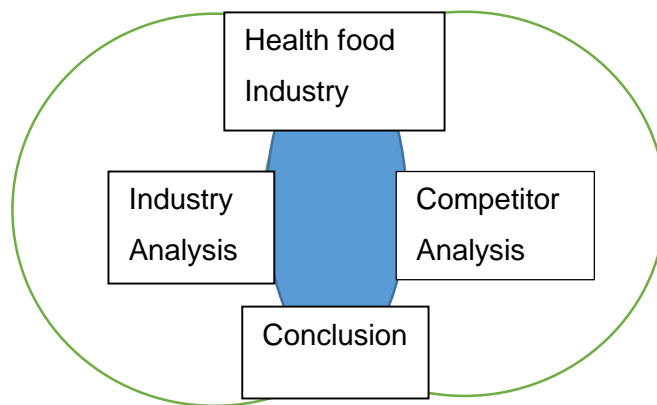 Health food
Industry
Industry
Analysis
Competitor
Analysis
Conclusion